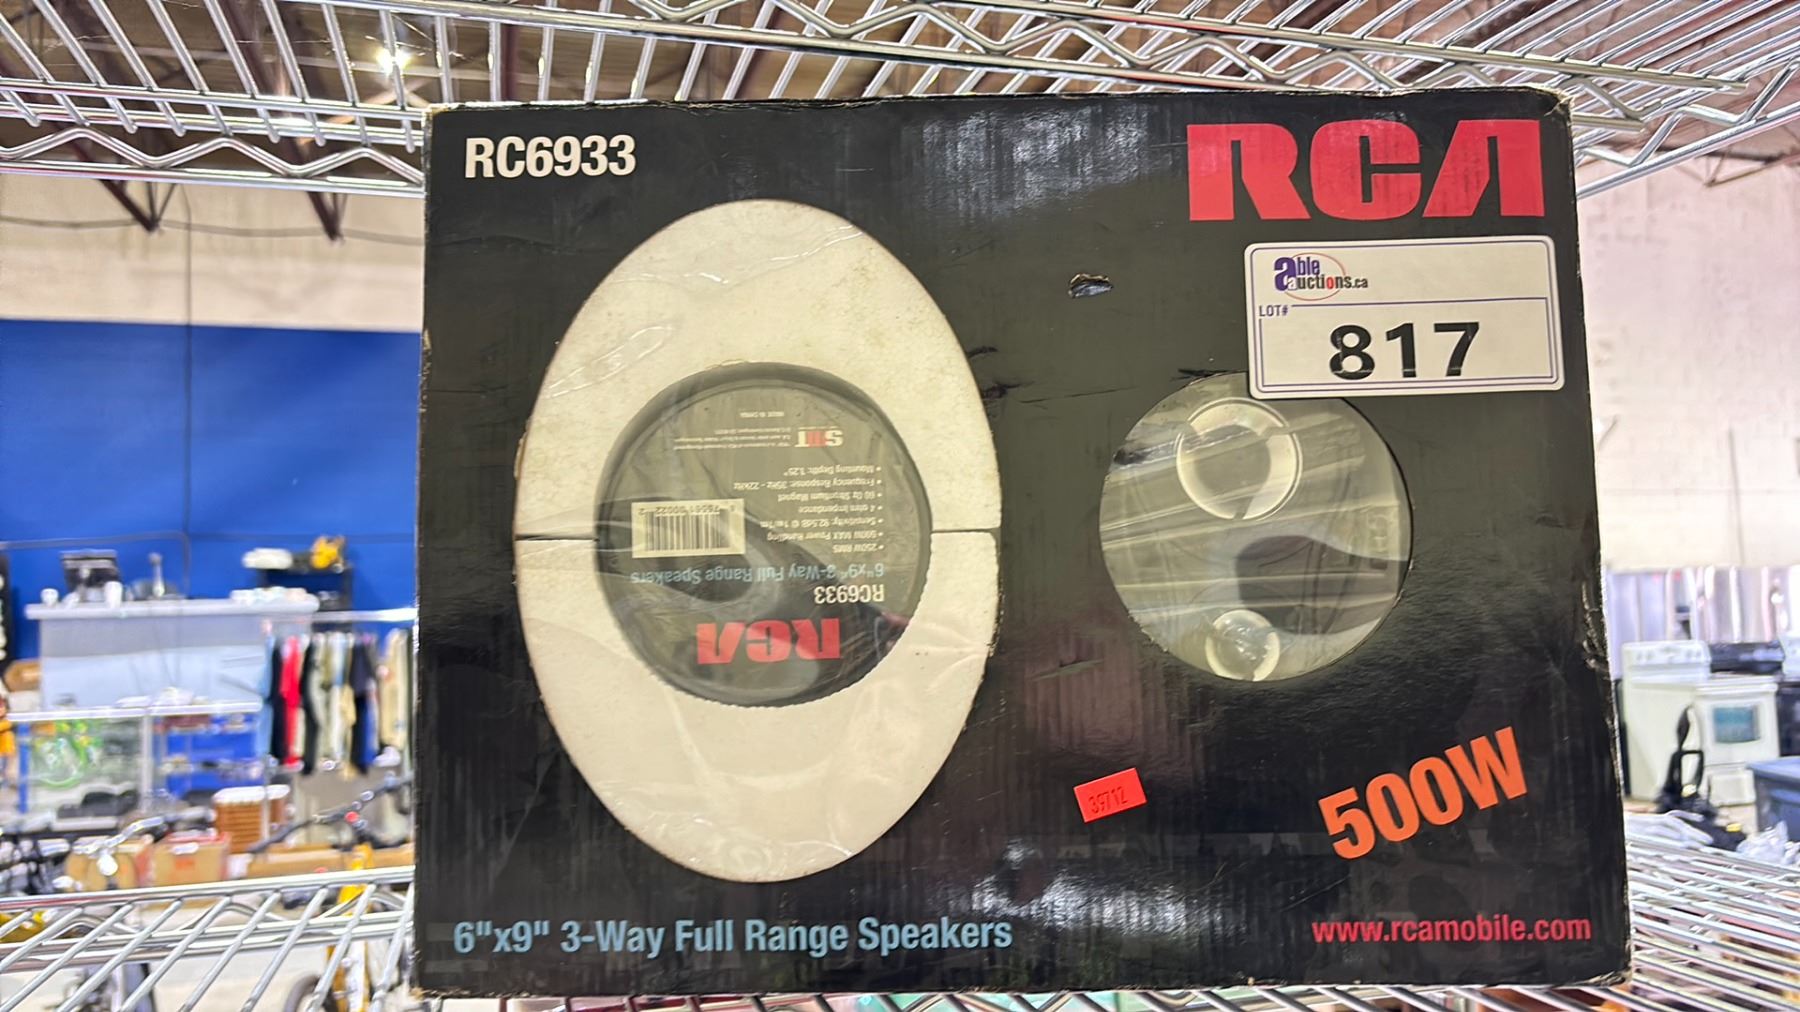 RC6933
RCA
able
auctions.ca
LOT#
817
RCA
RC6933
6"x9" 3-Way Full Range Speakers
• 250W RMS
• 500W MAX Power Handling
• Sensitivity: 92.5dB @ 1w/1m
• 4 ohm Impendance
• 60 Oz Strontium Magnet
• Frequency Response: 35Hz - 22kHz
• Mounting Depth: 3.25"
MADE IN CHINA
39712
500W
6"x9" 3-Way Full Range Speakers
www.rcamobile.com